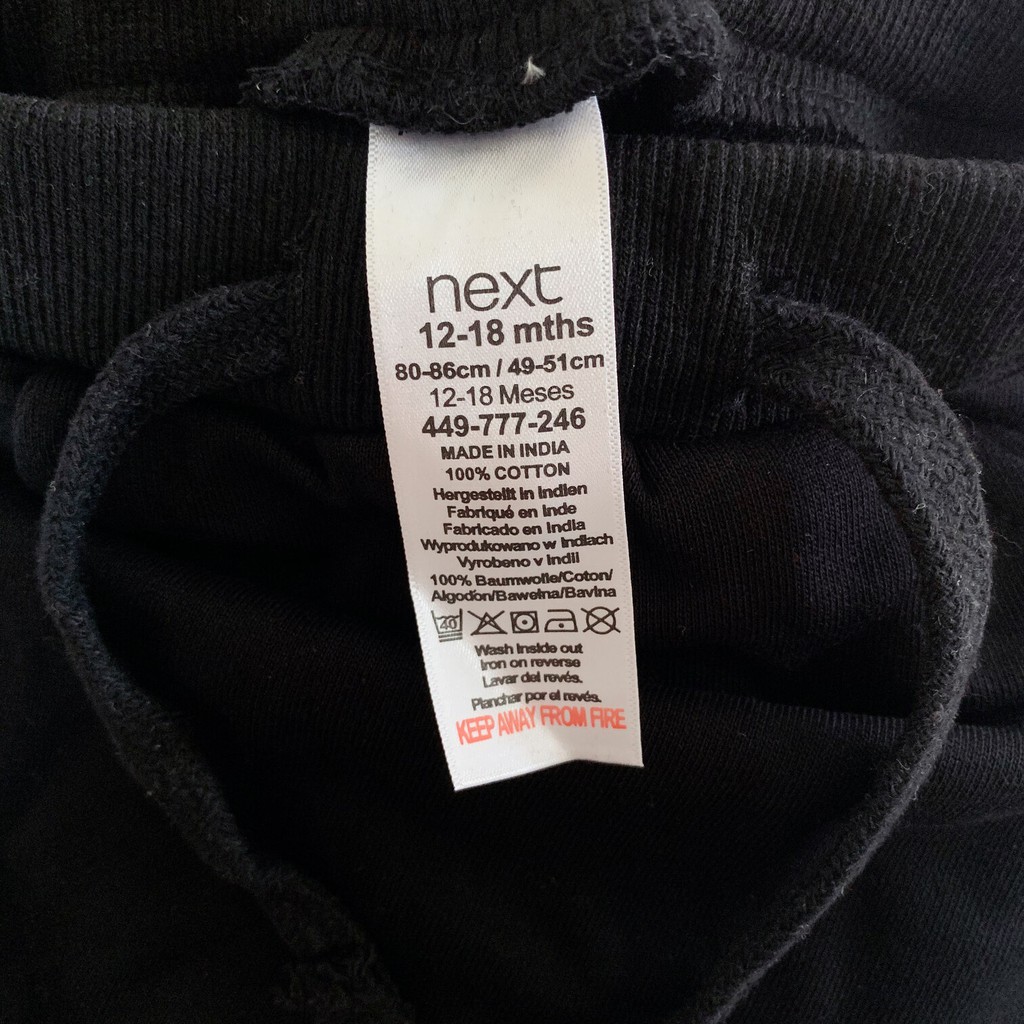 next
12-18 mths
80-86cm / 49-51cm
12-18 Meses
449-777-246
MADE IN INDIA
100% COTTON
Hergestellt in Indien
Fabriqué en Inde
Fabricado en India
Wyprodukowano w Indiach
Vyrobeno v Indii
100% Baumwolle/Coton/
Algodón/Bawełna/Bavlna
40
Wash inside out
Iron on reverse
Lavar del revés.
Planchar por el revés.
KEEP AWAY FROM FIRE